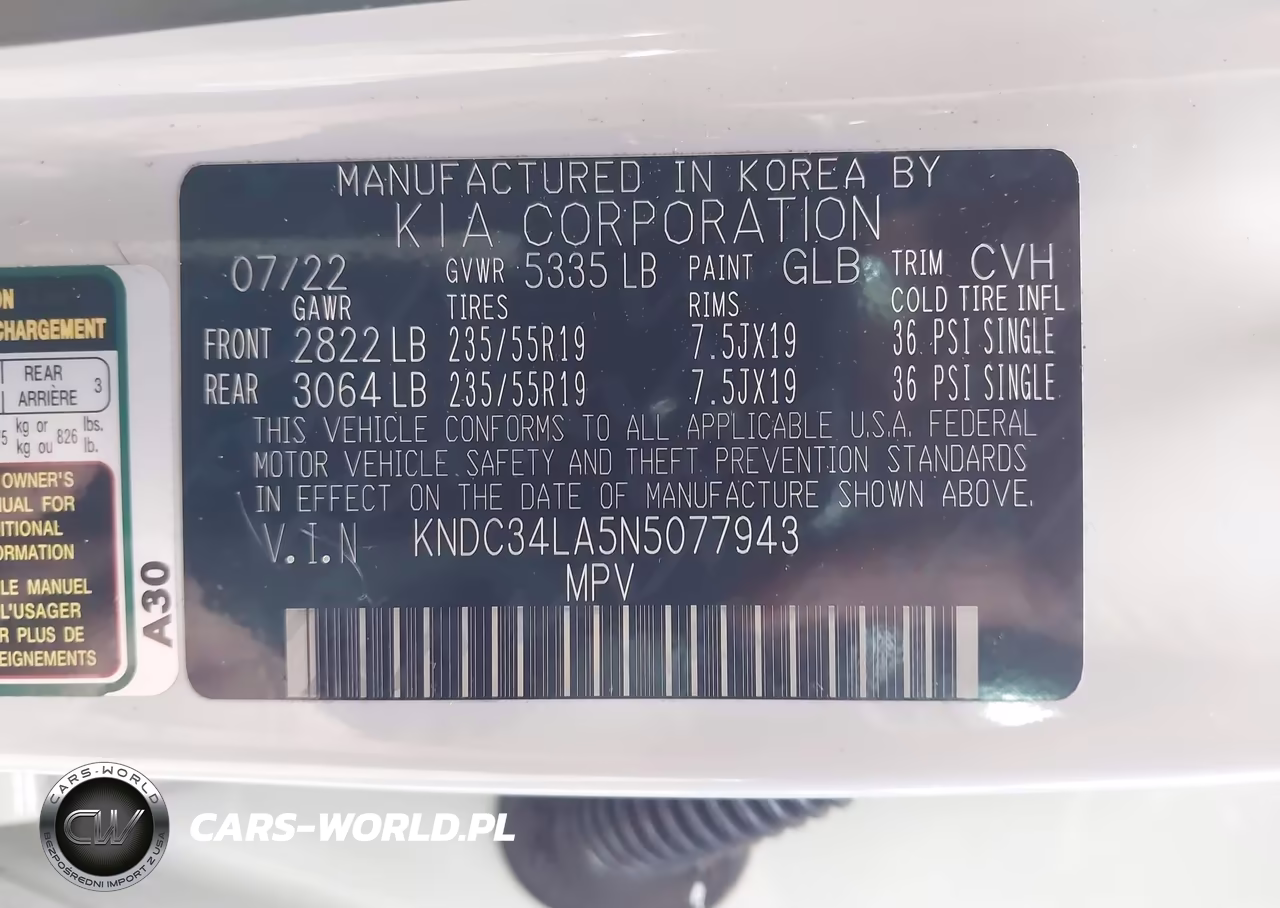 MANUFACTURED IN KOREA BY
KIA CORPORATION
07/22 GVWR 5335 LB PAINT GLB TRIM CVH
GAWR TIRES RIMS COLD TIRE INFL
FRONT 2822 LB 235/55R19 7.5JX19 36 PSI SINGLE
REAR 3064 LB 235/55R19 7.5JX19 36 PSI SINGLE
THIS VEHICLE CONFORMS TO ALL APPLICABLE U.S.A. FEDERAL
MOTOR VEHICLE SAFETY AND THEFT PREVENTION STANDARDS
IN EFFECT ON THE DATE OF MANUFACTURE SHOWN ABOVE.
V.I.N KNDC34LA5N5077943
MPV
CHARGEMENT
REAR 3
ARRIÈRE
kg or 826 lbs.
kg ou lb.
OWNER'S
FOR
LE MANUEL
L'USAGER
PLUS DE
A30
CARS-WORLD
CW
BEZPOŚREDNI IMPORT Z USA
CARS-WORLD.PL